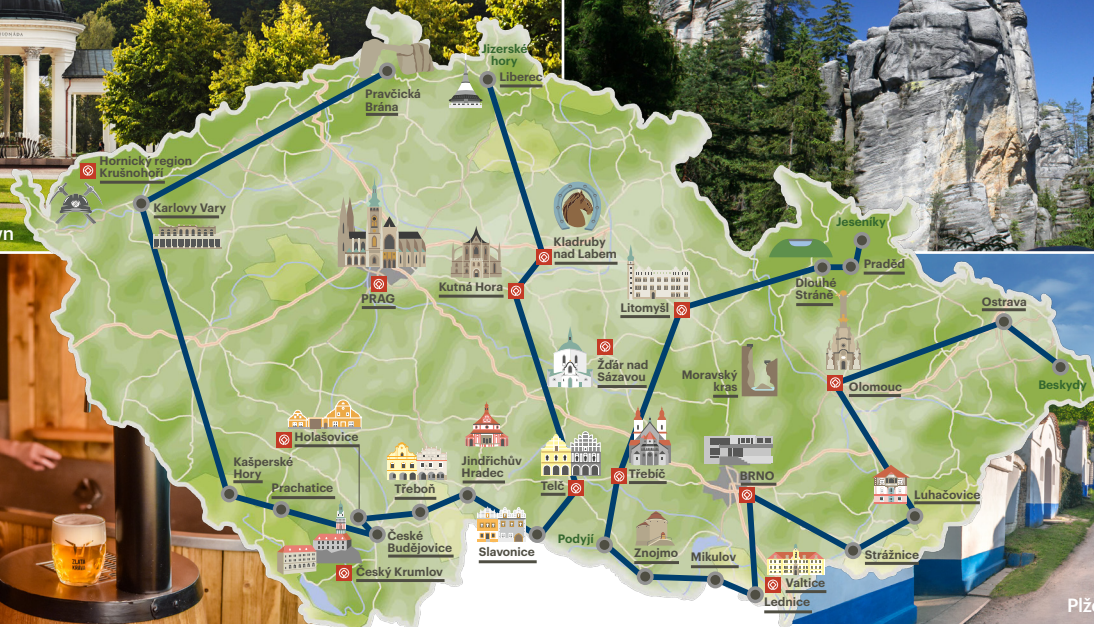 ONÁDA
wn
Hornický region
Krušnohoří
Karlovy Vary
Pravčická
Brána
Jizerské
hory
Liberec
Kladruby
nad Labem
PRAG
Kutná Hora
Litomyšl
Žďár nad
Sázavou
Moravský
kras
Jeseníky
Praděd
Dlouhé
Stráně
Ostrava
Beskydy
Olomouc
Holašovice
Kašperské
Hory
Prachatice
Třeboň
Jindřichův
Hradec
Telč
Třebíč
BRNO
Luhačovice
České
Budějovice
Český Krumlov
Slavonice
Podyjí
Znojmo
Mikulov
Valtice
Lednice
Strážnice
Plže